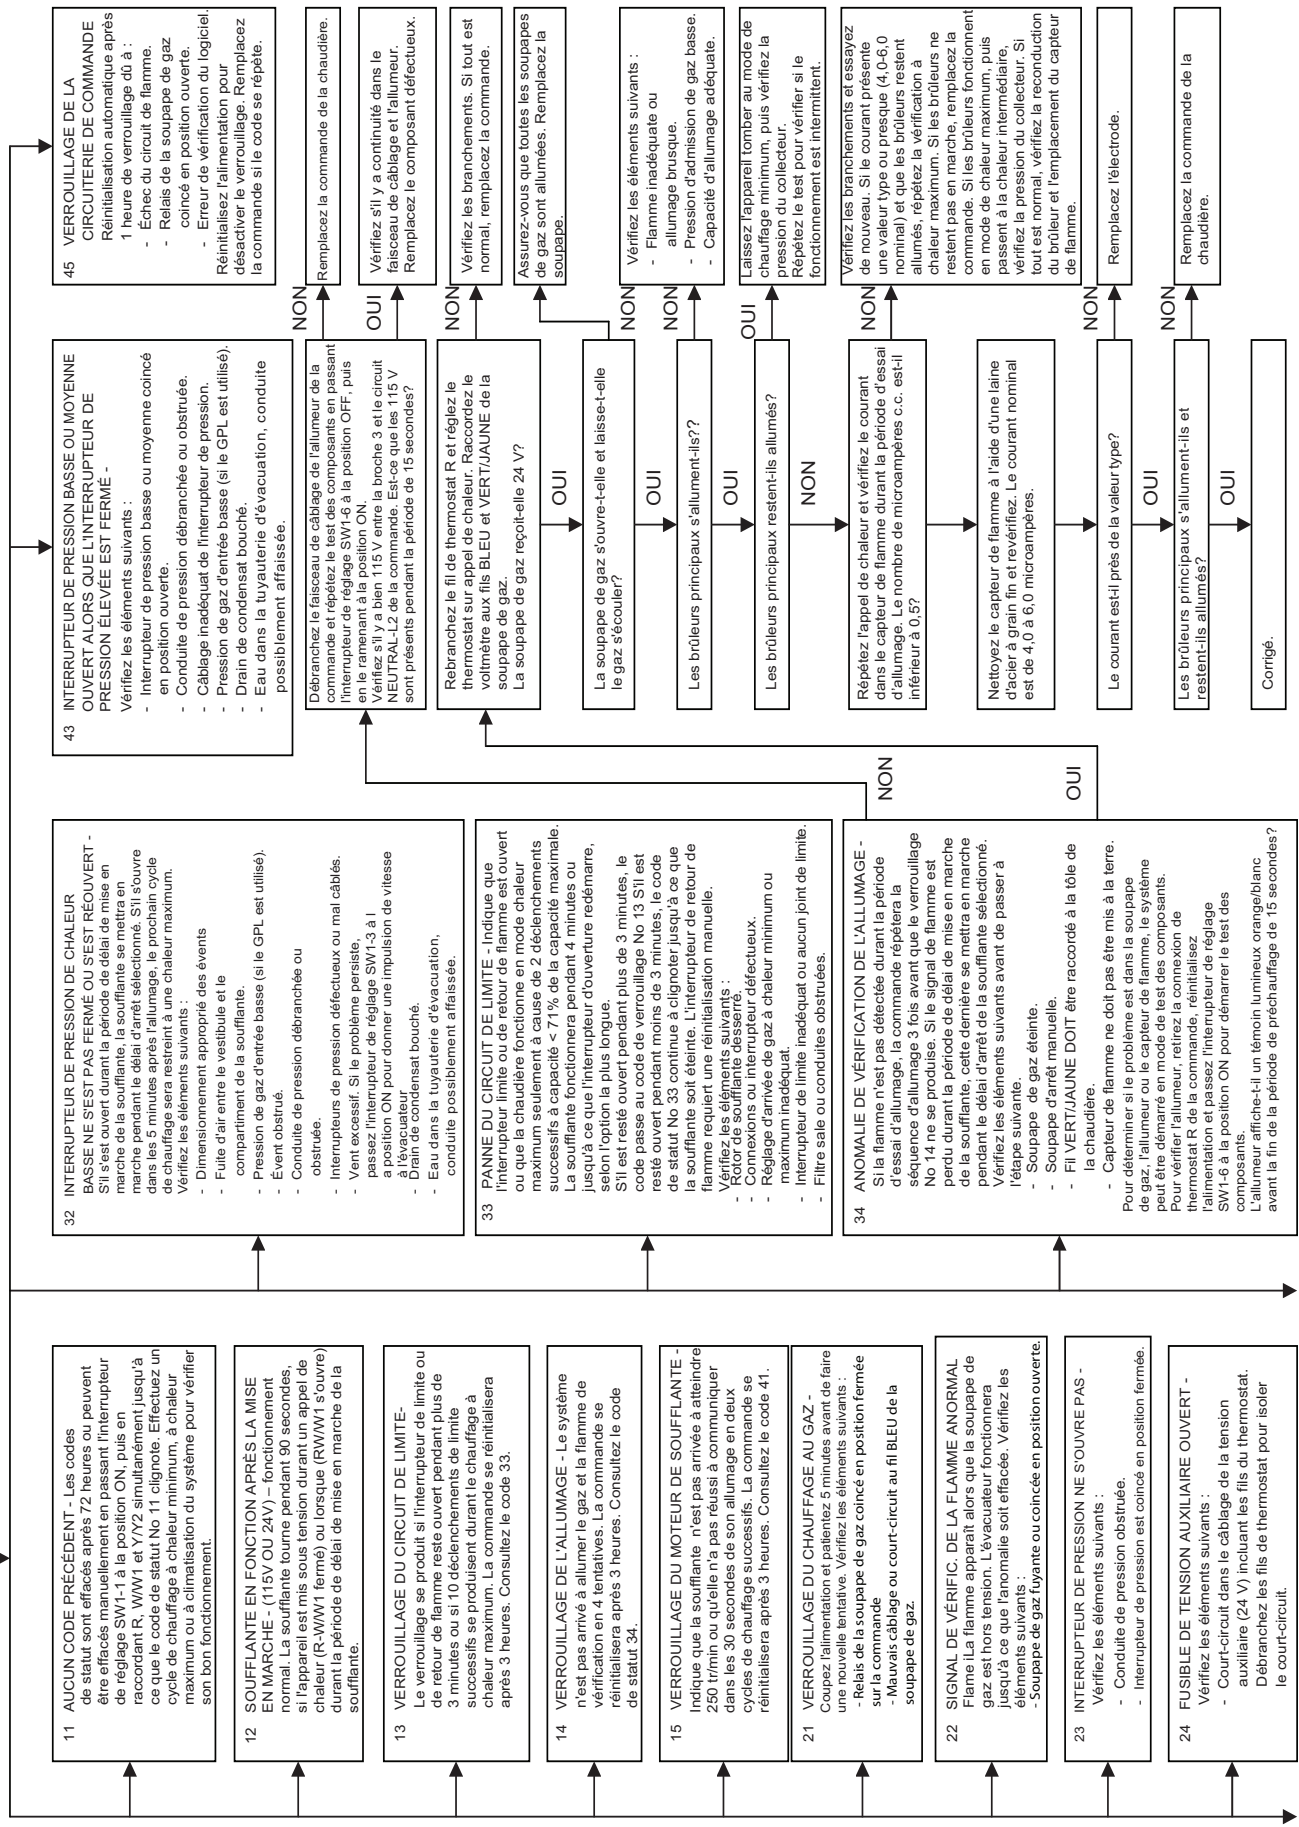 11 AUCUN CODE PRÉCÉDENT - Les codes
de statut sont effacés après 72 heures ou peuvent
être effacés manuellement en passant l'interrupteur
de réglage SW1-1 à la position ON, puis en
raccordant R, WW1 et Y/Y2 simultanément jusqu'à
ce que le code de statut No 11 clignote. Effectuez un
cycle de chauffage à chaleur minimum, à chaleur
maximum ou à climatisation du système pour vérifier
son bon fonctionnement.
12 SOUFFLANTE EN FONCTION APRÈS LA MISE
EN MARCHE - (115V OU 24V) – fonctionnement
normal. La soufflante tourne pendant 90 secondes,
si l'appareil est mis sous tension durant un appel de
chaleur (R-WW1 fermé) ou lorsque (RW/W1 s'ouvre)
durant la période de délai de mise en marche de la
soufflante.
13 VERROUILLAGE DU CIRCUIT DE LIMITE-
Le verrouillage se produit si l'interrupteur de limite ou
de retour de flamme reste ouvert pendant plus de
3 minutes ou si 10 déclenchements de limite
successifs se produisent durant le chauffage à
chaleur maximum. La commande se réinitialisera
après 3 heures. Consultez le code 33.
14 VERROUILLAGE DE L'ALLUMAGE - Le système
n'est pas arrivé à allumer le gaz et la flamme de
vérification en 4 tentatives. La commande se
réinitialisera après 3 heures. Consultez le code
de statut 34.
15 VERROUILLAGE DU MOTEUR DE SOUFFLANTE -
Indique que la soufflante n'est pas arrivée à atteindre
250 tr/min ou qu'elle n'a pas réussi à communiquer
dans les 30 secondes de son allumage en deux
cycles de chauffage successifs. La commande se
réinitialisera après 3 heures. Consultez le code 41.
21 VERROUILLAGE DU CHAUFFAGE AU GAZ -
Coupez l'alimentation et patientez 5 minutes avant de faire
une nouvelle tentative. Vérifiez les éléments suivants :
- Relais de la soupape de gaz coincé en position fermée
sur la commande
- Mauvais câblage ou court-circuit au fil BLEU de la
soupape de gaz.
22 SIGNAL DE VÉRIFIC. DE LA FLAMME ANORMAL
Flame iLa flamme apparaît alors que la soupape de
gaz est hors tension. L'évacuateur fonctionnera
jusqu'à ce que l'anomalie soit effacée. Vérifiez les
éléments suivants :
- Soupape de gaz fuyante ou coincée en position ouverte.
23 INTERRUPTEUR DE PRESSION NE S'OUVRE PAS -
Vérifiez les éléments suivants :
- Conduite de pression obstruée.
- Interrupteur de pression est coincé en position fermée.
24 FUSIBLE DE TENSION AUXILIAIRE OUVERT -
Vérifiez les éléments suivants :
- Court-circuit dans le câblage de la tension
auxiliaire (24 V) incluant les fils du thermostat.
Débranchez les fils de thermostat pour isoler
le court-circuit.
32 INTERRUPTEUR DE PRESSION DE CHALEUR
BASSE NE S'EST PAS FERMÉ OU S'EST RÉOUVERT -
S'il s'est ouvert durant la période de délai de mise en
marche de la soufflante, la soufflante se mettra en
marche pendant le délai d'arrêt sélectionné. S'il s'ouvre
dans les 5 minutes après l'allumage, le prochain cycle
de chauffage sera restreint à une chaleur maximum.
Vérifiez les éléments suivants :
- Dimensionnement approprié des évents
- Fuite d'air entre le vestibule et le
compartiment de la soufflante.
- Pression de gaz d'entrée basse (si le GPL est utilisé).
- Évent obstrué.
- Conduite de pression débranchée ou
obstruée.
- Interrupteurs de pression défectueux ou mal câblés.
- Vent excessif. Si le problème persiste,
passez l'interrupteur de réglage SW1-3 à l
a position ON pour donner une impulsion de vitesse
à l'évacuateur
- Drain de condensat bouché.
- Eau dans la tuyauterie d'évacuation,
conduite possiblement affaissée.
33 PANNE DU CIRCUIT DE LIMITE - Indique que
l'interrupteur limite ou de retour de flamme est ouvert
ou que la chaudière fonctionne en mode chaleur
maximum seulement à cause de 2 déclenchements
successifs à capacité < 71% de la capacité maximale.
La soufflante fonctionnera pendant 4 minutes ou
jusqu'à ce que l'interrupteur d'ouverture redémarre,
selon l'option la plus longue.
S'il est resté ouvert pendant plus de 3 minutes, le
code passe au code de verrouillage No 13 S'il est
resté ouvert pendant moins de 3 minutes, le code
de statut No 33 continue à clignoter jusqu'à ce que
la soufflante soit éteinte. L'interrupteur de retour de
flamme requiert une réinitialisation manuelle.
Vérifiez les éléments suivants :
- Rotor de soufflante desserré.
- Connexions ou interrupteur défectueux.
- Réglage d'arrivée de gaz à chaleur minimum ou
maximum inadéquat.
- Interrupteur de limite inadéquat ou aucun joint de limite.
- Filtre sale ou conduites obstruées.
34 ANOMALIE DE VÉRIFICATION DE L'ALLUMAGE -
Si la flamme n'est pas détectée durant la période
d'essai d'allumage, la commande répétera la
séquence d'allumage 3 fois avant que le verrouillage
No 14 ne se produise. Si le signal de flamme est
perdu durant la période de délai de mise en marche
de la soufflante, cette dernière se mettra en marche
pendant le délai d'arrêt de la soufflante sélectionné.
Vérifiez les éléments suivants avant de passer à
l'étape suivante.
- Soupape de gaz éteinte.
- Soupape d'arrêt manuelle.
- Fil VERT/JAUNE DOIT être raccordé à la tôle de
la chaudière.
- Capteur de flamme ne doit pas être mis à la terre.
Pour déterminer si le problème est dans la soupape
de gaz, l'allumeur ou le capteur de flamme, le système
peut être démarré en mode de test des composants.
Pour vérifier l'allumeur, retirez la connexion de
thermostat R de la commande, réinitialisez
l'alimentation et passez l'interrupteur de réglage
SW1-6 à la position ON pour démarrer le test des
composants.
L'allumeur affiche-t-il un témoin lumineux orange/blanc
avant la fin de la période de préchauffage de 15 secondes?
NON
OUI
43 INTERRUPTEUR DE PRESSION BASSE OU MOYENNE
OUVERT ALORS QUE L'INTERRUPTEUR DE
PRESSION ÉLEVÉE EST FERMÉ -
Vérifiez les éléments suivants :
- Interrupteur de pression basse ou moyenne coincé
en position ouverte.
- Conduite de pression débranchée ou obstruée.
- Câblage inadéquat de l'interrupteur de pression.
- Pression de gaz d'entrée basse (si le GPL est utilisé).
- Drain de condensat bouché.
- Eau dans la tuyauterie d'évacuation, conduite
possiblement affaissée.
Débranchez le faisceau de câblage de l'allumeur de la
commande et répétez le test des composants en passant
l'interrupteur de réglage SW1-6 à la position OFF, puis
en le ramenant à la position ON.
Vérifiez s'il y a bien 115 V entre la broche 3 et le circuit
NEUTRAL-L2 de la commande. Est-ce que les 115 V
sont présents pendant la période de 15 secondes?
NON
OUI
Rebranchez le fil de thermostat R et réglez le
thermostat sur appel de chaleur. Raccordez le
voltmètre aux fils BLEU et VERT/JAUNE de la
soupape de gaz.
La soupape de gaz reçoit-elle 24 V?
NON
OUI
La soupape de gaz s'ouvre-t-elle et laisse-t-elle
le gaz s'écouler?
OUI
NON
Les brûleurs principaux s'allument-ils??
NON
OUI
Les brûleurs principaux restent-ils allumés?
OUI
NON
Répétez l'appel de chaleur et vérifiez le courant
dans le capteur de flamme durant la période d'essai
d'allumage. Le nombre de microampères c.c. est-il
inférieur à 0,5?
NON
Nettoyez le capteur de flamme à l'aide d'une laine
d'acier à grain fin et revérifiez. Le courant nominal
est de 4,0 à 6,0 microampères.
Le courant est-il près de la valeur type?
NON
OUI
Les brûleurs principaux s'allument-ils et
restent-ils allumés?
NON
OUI
Corrigé.
45 VERROUILLAGE DE LA
CIRCUITERIE DE COMMANDE
Réinitialisation automatique après
1 heure de verrouillage dû à :
- Échec du circuit de flamme.
- Relais de la soupape de gaz
coincé en position ouverte.
- Erreur de vérification du logiciel.
Réinitialisez l'alimentation pour
désactiver le verrouillage. Remplacez
la commande si le code se répète.
Remplacez la commande de la chaudière.
Vérifiez s'il y a continuité dans le
faisceau de câblage et l'allumeur.
Remplacez le composant défectueux.
Vérifiez les branchements. Si tout est
normal, remplacez la commande.
Assurez-vous que toutes les soupapes
de gaz sont allumées. Remplacez la
soupape.
Vérifiez les éléments suivants :
- Flamme inadéquate ou
allumage brusque.
- Pression d'admission de gaz basse.
- Capacité d'allumage adéquate.
Laissez l'appareil tomber au mode de
chauffage minimum, puis vérifiez la
pression du collecteur.
Répétez le test pour vérifier si le
fonctionnement est intermittent.
Vérifiez les branchements et essayez
de nouveau. Si le courant présente
une valeur type ou presque (4,0-6,0
nominal) et que les brûleurs restent
allumés, répétez la vérification à
chaleur maximum. Si les brûleurs ne
restent pas en marche, remplacez la
commande. Si les brûleurs fonctionnent
en mode de chaleur maximum, puis
passent à la chaleur intermédiaire,
vérifiez la pression du collecteur. Si
tout est normal, vérifiez la reconduction
du brûleur et l'emplacement du capteur
de flamme.
Remplacez l'électrode.
Remplacez la commande de la
chaudière.